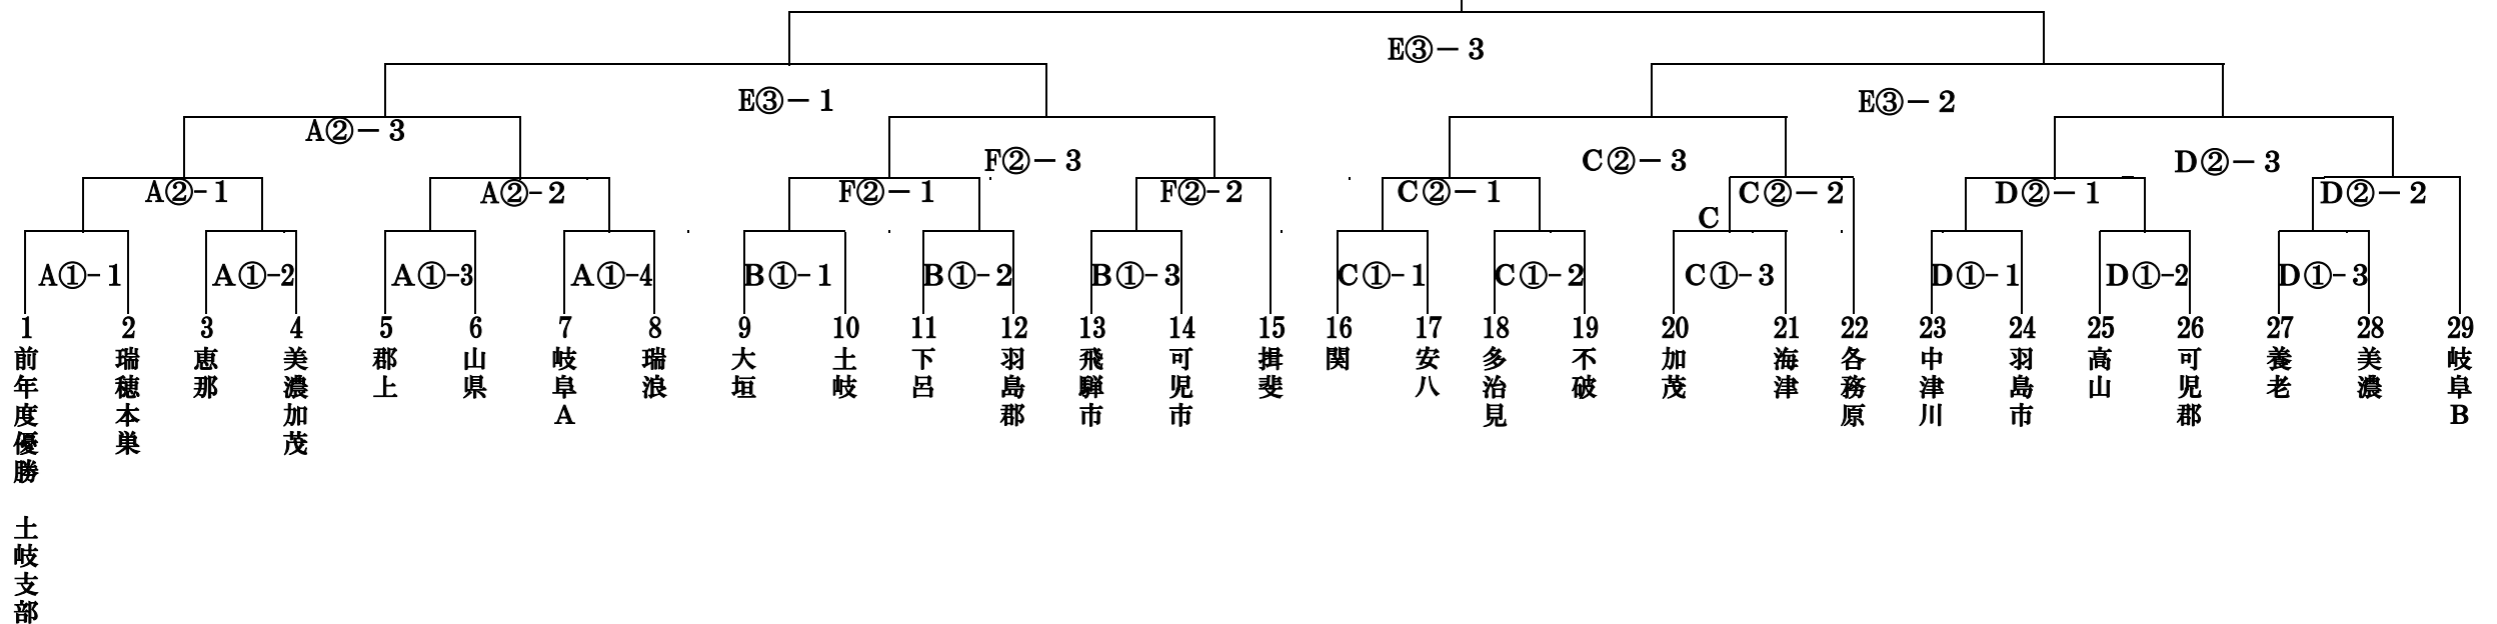 E③－３
E③－１
E③－２
A②－３
F②－３
C②－３
D②－３
A②-１
A②-２
F②－１
F②-２
C②－１
C②－２
D②－１
D②－２
C
A①-１
A①-2
A①-3
A①-4
B①-１
B①-２
B①-３
C①-１
C①-２
C①-３
D①-１
D①-2
D①-３
1
2
3
4
5
6
7
8
9
10
11
12
13
14
15
16
17
18
19
20
21
22
23
24
25
26
27
28
29
前年度優勝　土岐支部
瑞穂本巣
恵那
美濃加茂
郡上
山県
岐阜A
瑞浪
大垣
土岐
下呂
羽島郡
飛騨市
可児市
揖斐
関
安八
多治見
不破
加茂
海津
各務原
中津川
羽島市
高山
可児郡
養老
美濃
岐阜B